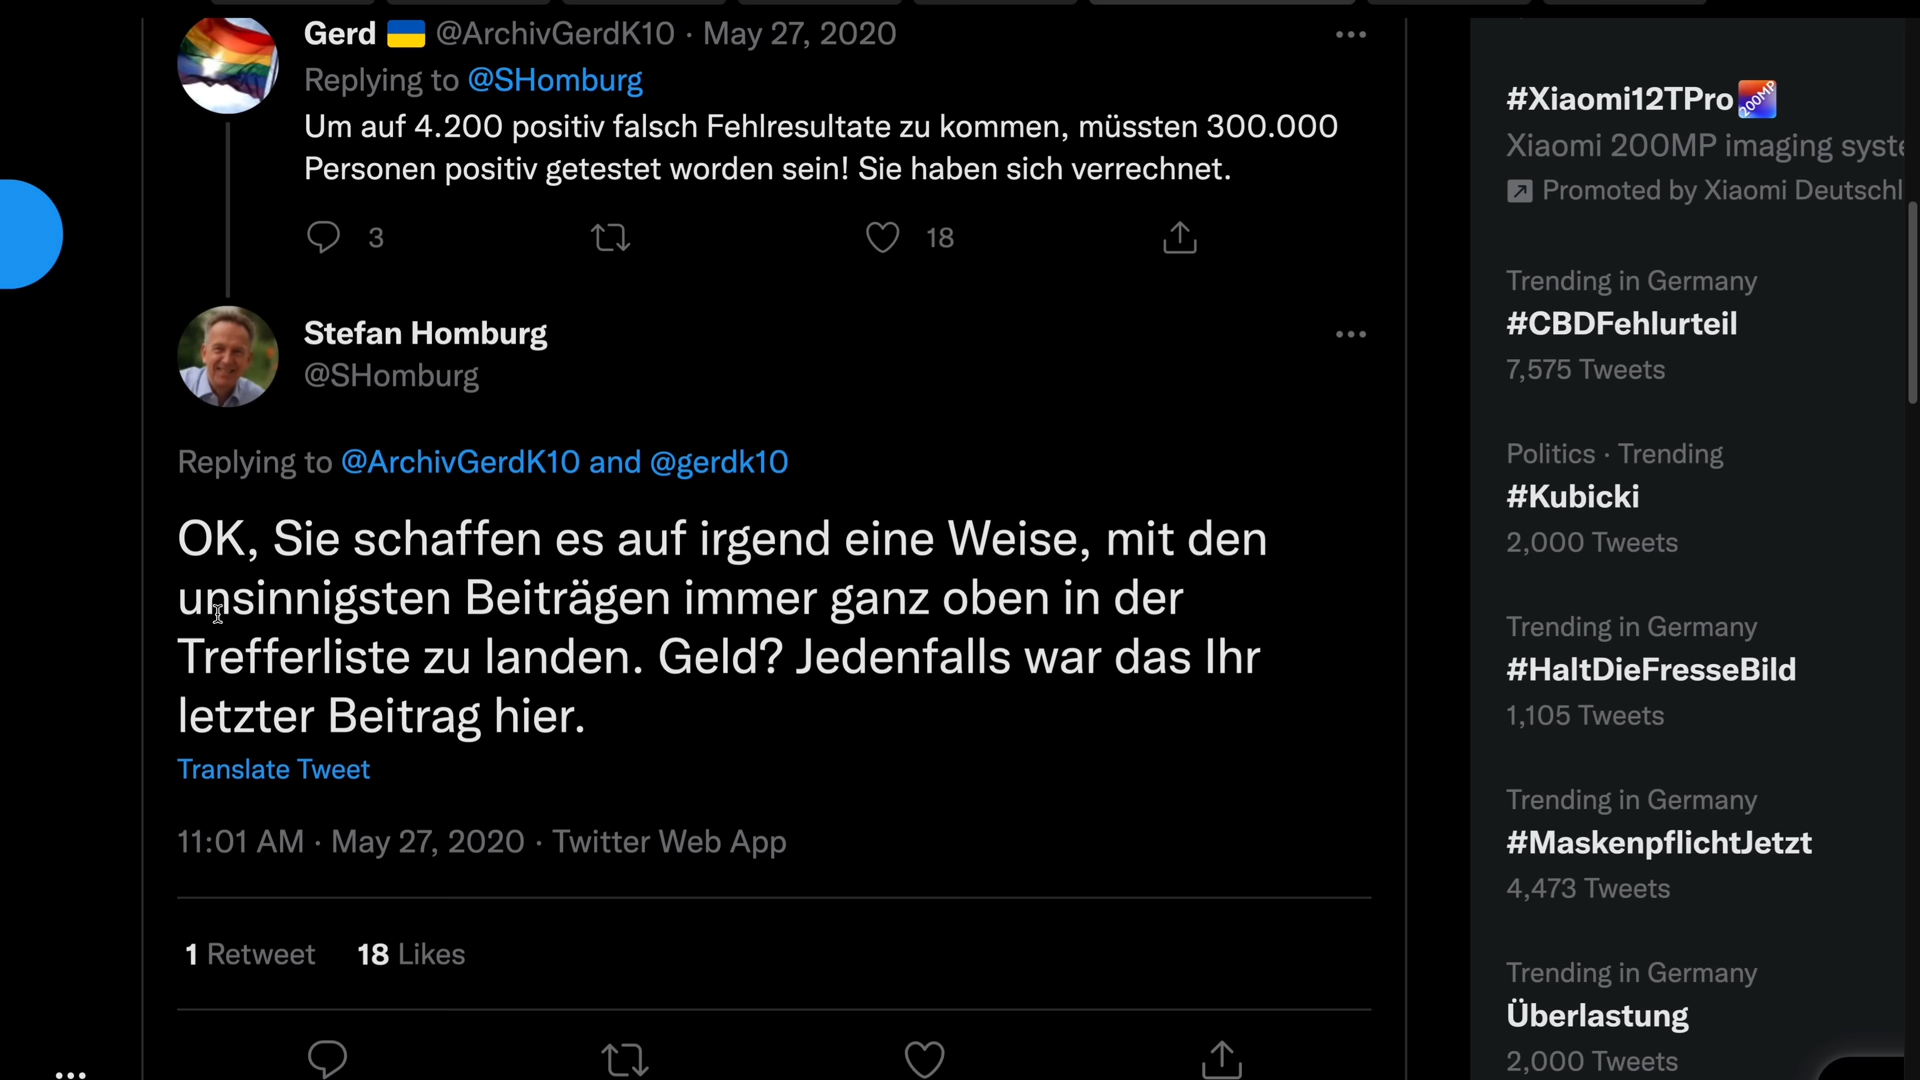 Gerd 🇺🇦 @ArchivGerdK10 · May 27, 2020
Replying to @SHomburg
Um auf 4.200 positiv falsch Fehlresultate zu kommen, müssten 300.000
Personen positiv getestet worden sein! Sie haben sich verrechnet.
3 18
Stefan Homburg
@SHomburg
Replying to @ArchivGerdK10 and @gerdk10
OK, Sie schaffen es auf irgend eine Weise, mit den
unsinnigsten Beiträgen immer ganz oben in der
Trefferliste zu landen. Geld? Jedenfalls war das Ihr
letzter Beitrag hier.
Translate Tweet
11:01 AM · May 27, 2020 · Twitter Web App
1 Retweet 18 Likes
#Xiaomi12TPro 200MP
Xiaomi 200MP imaging syste
Promoted by Xiaomi Deutschl
Trending in Germany
#CBDFehlurteil
7,575 Tweets
Politics · Trending
#Kubicki
2,000 Tweets
Trending in Germany
#HaltDieFresseBild
1,105 Tweets
Trending in Germany
#MaskenpflichtJetzt
4,473 Tweets
Trending in Germany
Überlastung
2,000 Tweets